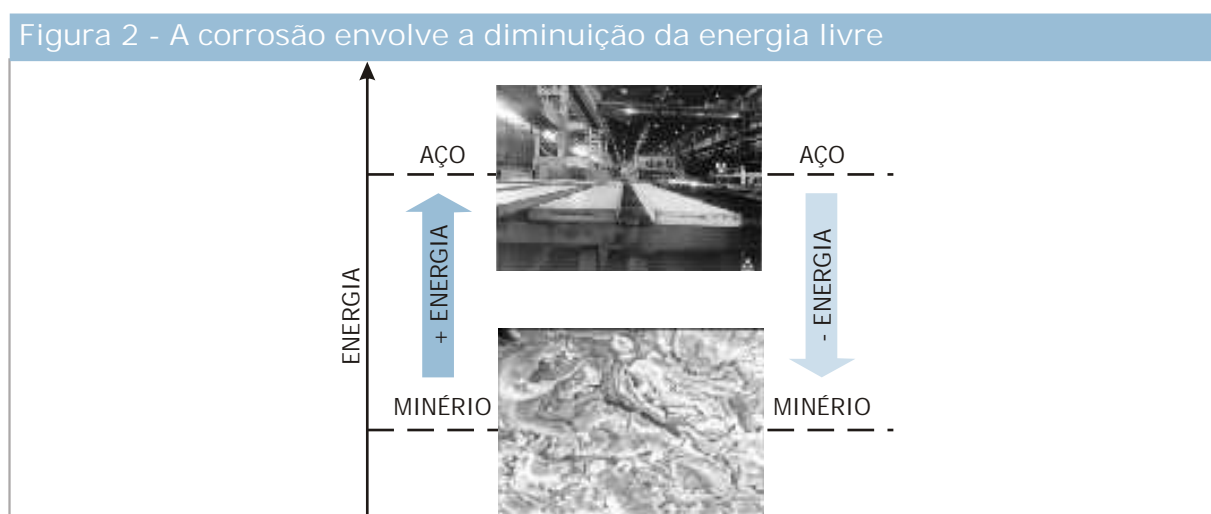 Figura 2 - A corrosão envolve a diminuição da energia livre
AÇO
AÇO
ENERGIA
+ ENERGIA
- ENERGIA
MINÉRIO
MINÉRIO